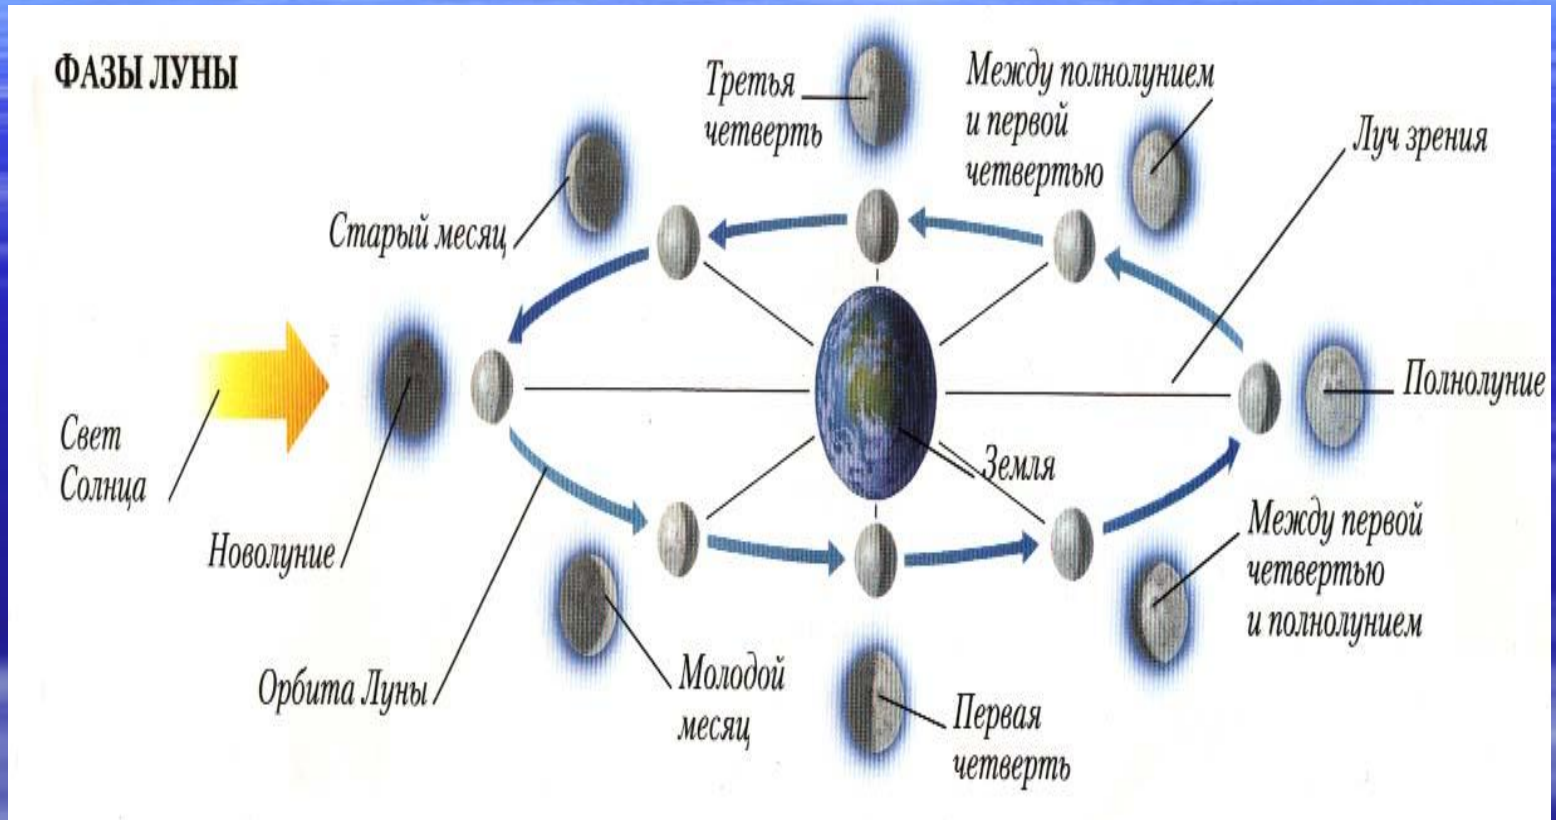 ФАЗЫ ЛУНЫ
Третья
четверть
Между полнолунием
и первой
четвертью
Луч зрения
Старый месяц
Полнолуние
Свет
Солнца
Земля
Новолуние
Между первой
четвертью
и полнолунием
Орбита Луны
Молодой
месяц
Первая
четверть